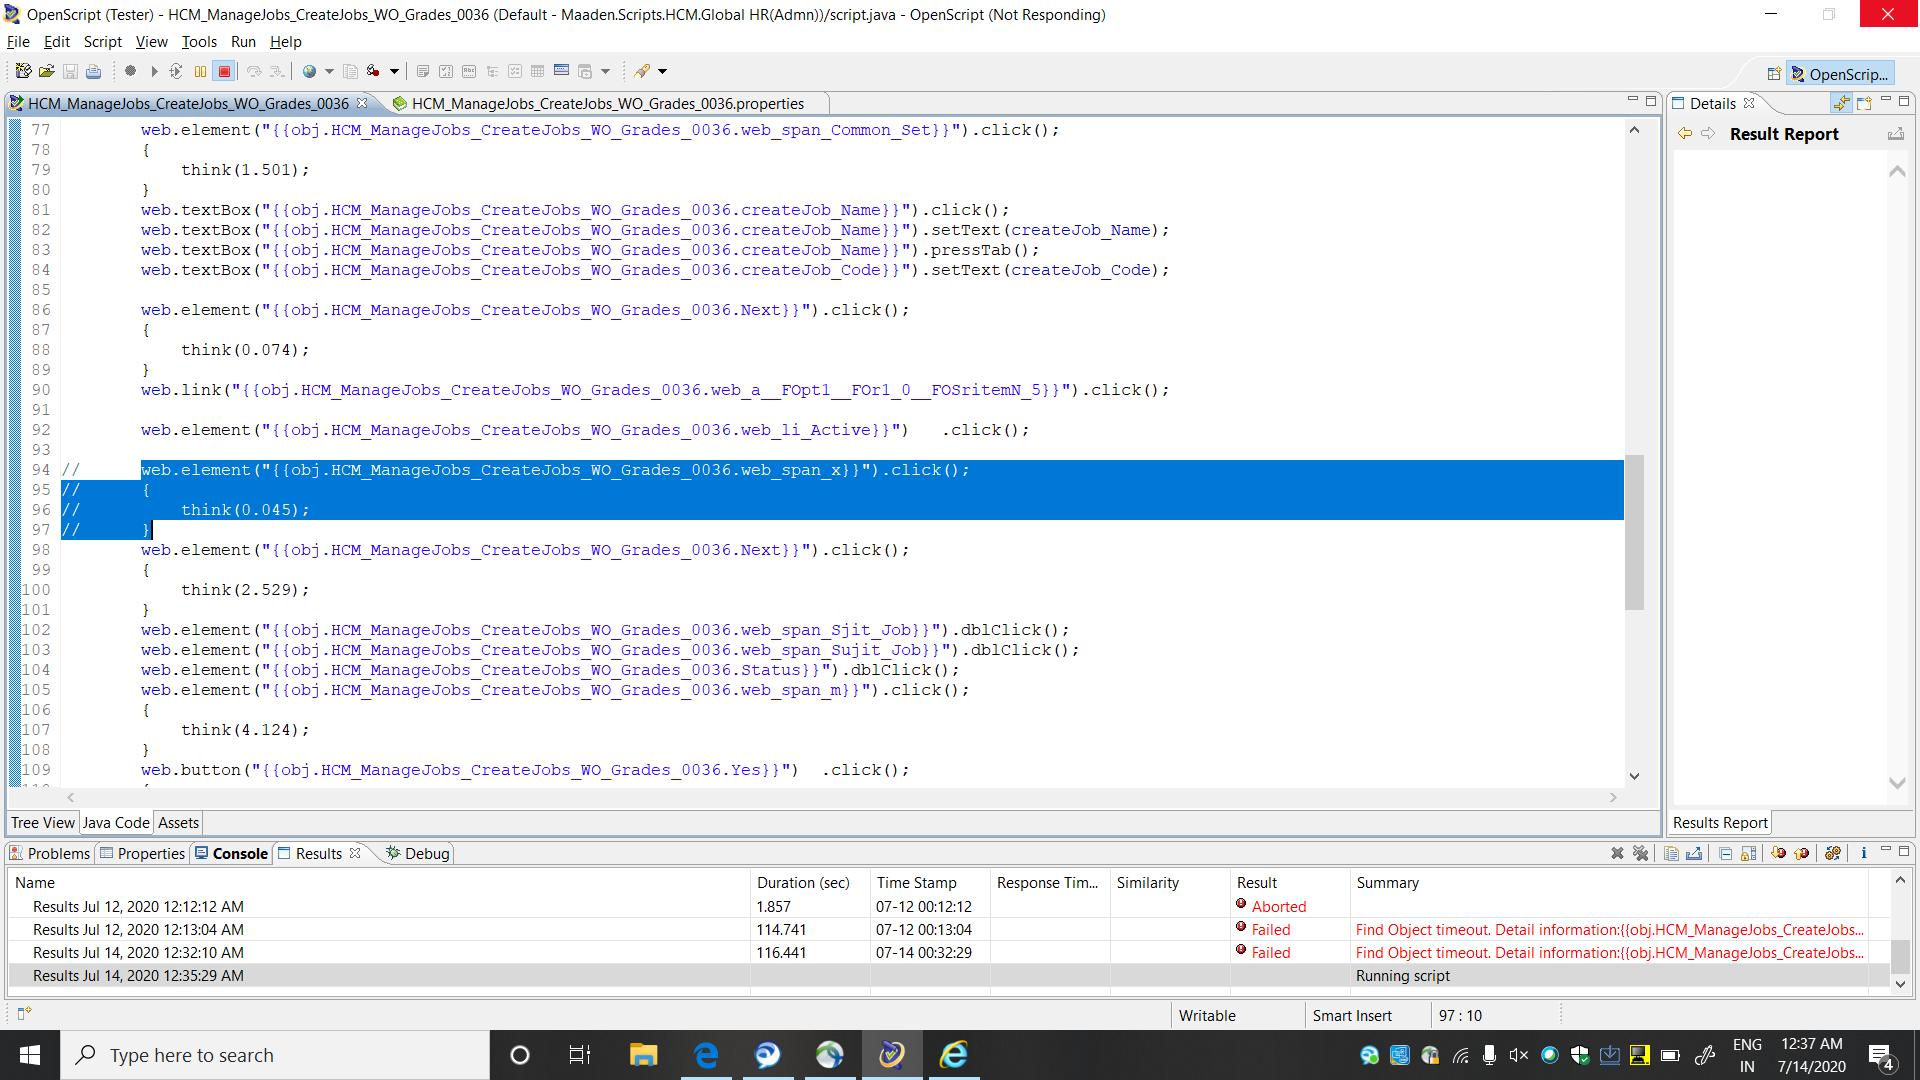 OpenScript (Tester) - HCM_ManageJobs_CreateJobs_WO_Grades_0036 (Default - Maaden.Scripts.HCM.Global HR(Admn))/script.java - OpenScript (Not Responding)
File Edit Script View Tools Run Help
OpenScrip...
HCM_ManageJobs_CreateJobs_WO_Grades_0036 HCM_ManageJobs_CreateJobs_WO_Grades_0036.properties
Details
Result Report
77 web.element("{{obj.HCM_ManageJobs_CreateJobs_WO_Grades_0036.web_span_Common_Set}}").click();
78 {
79 think(1.501);
80 }
81 web.textBox("{{obj.HCM_ManageJobs_CreateJobs_WO_Grades_0036.createJob_Name}}").click();
82 web.textBox("{{obj.HCM_ManageJobs_CreateJobs_WO_Grades_0036.createJob_Name}}").setText(createJob_Name);
83 web.textBox("{{obj.HCM_ManageJobs_CreateJobs_WO_Grades_0036.createJob_Name}}").pressTab();
84 web.textBox("{{obj.HCM_ManageJobs_CreateJobs_WO_Grades_0036.createJob_Code}}").setText(createJob_Code);
85
86 web.element("{{obj.HCM_ManageJobs_CreateJobs_WO_Grades_0036.Next}}").click();
87 {
88 think(0.074);
89 }
90 web.link("{{obj.HCM_ManageJobs_CreateJobs_WO_Grades_0036.web_a__FOpt1__FOr1_0__FOSritemN_5}}").click();
91
92 web.element("{{obj.HCM_ManageJobs_CreateJobs_WO_Grades_0036.web_li_Active}}") .click();
93
94 // web.element("{{obj.HCM_ManageJobs_CreateJobs_WO_Grades_0036.web_span_x}}").click();
95 // {
96 // think(0.045);
97 // }
98 web.element("{{obj.HCM_ManageJobs_CreateJobs_WO_Grades_0036.Next}}").click();
99 {
100 think(2.529);
101 }
102 web.element("{{obj.HCM_ManageJobs_CreateJobs_WO_Grades_0036.web_span_Sjit_Job}}").dblClick();
103 web.element("{{obj.HCM_ManageJobs_CreateJobs_WO_Grades_0036.web_span_Sujit_Job}}").dblClick();
104 web.element("{{obj.HCM_ManageJobs_CreateJobs_WO_Grades_0036.Status}}").dblClick();
105 web.element("{{obj.HCM_ManageJobs_CreateJobs_WO_Grades_0036.web_span_m}}").click();
106 {
107 think(4.124);
108 }
109 web.button("{{obj.HCM_ManageJobs_CreateJobs_WO_Grades_0036.Yes}}") .click();
Tree View Java Code Assets
Results Report
Problems Properties Console Results Debug
Name Duration (sec) Time Stamp Response Tim... Similarity Result Summary
Results Jul 12, 2020 12:12:12 AM 1.857 07-12 00:12:12 Aborted
Results Jul 12, 2020 12:13:04 AM 114.741 07-12 00:13:04 Failed Find Object timeout. Detail information:{{obj.HCM_ManageJobs_CreateJobs...
Results Jul 14, 2020 12:32:10 AM 116.441 07-14 00:32:29 Failed Find Object timeout. Detail information:{{obj.HCM_ManageJobs_CreateJobs...
Results Jul 14, 2020 12:35:29 AM Running script
Writable Smart Insert 97 : 10
Type here to search
ENG
IN
12:37 AM
7/14/2020
4